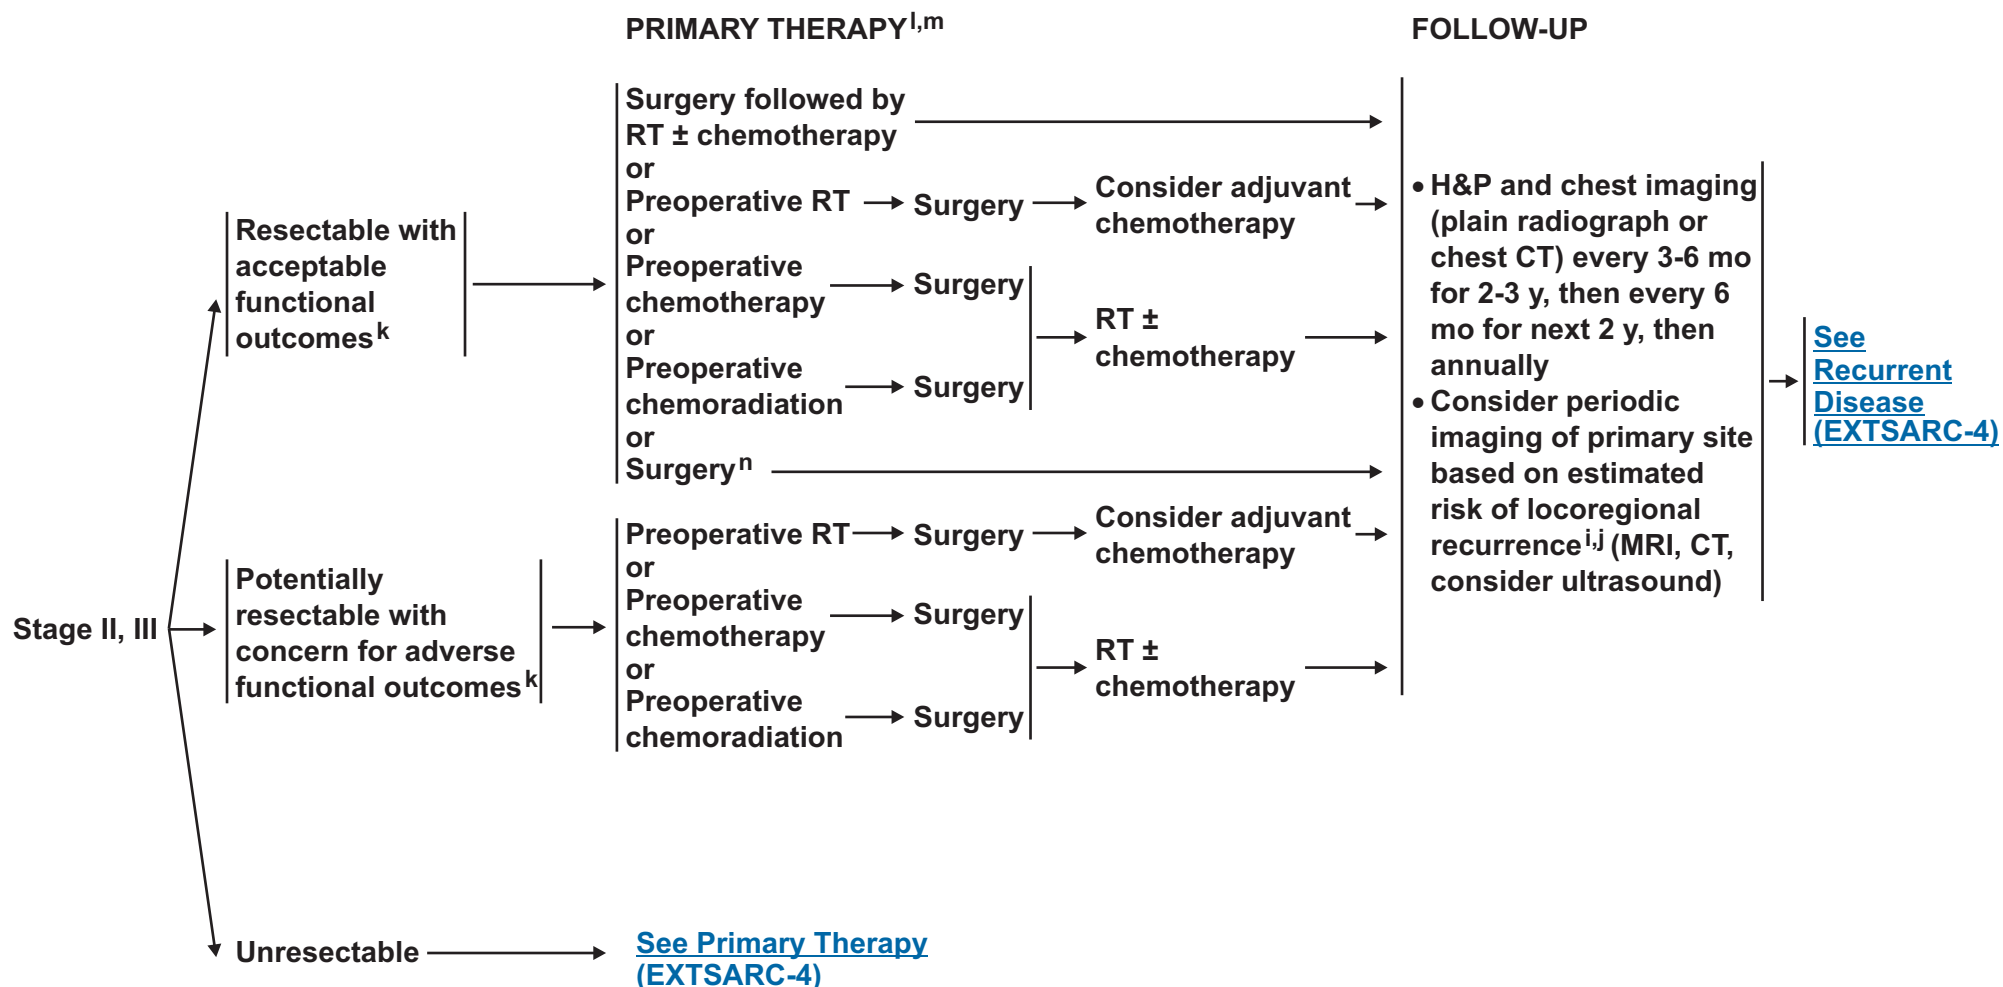 PRIMARY THERAPY l,m
FOLLOW-UP
Stage II, III
Resectable with
acceptable
functional
outcomes k
Surgery followed by
RT ± chemotherapy
or
Preoperative RT
Surgery
Consider adjuvant
chemotherapy
or
Preoperative
chemotherapy
Surgery
or
Preoperative
chemoradiation
Surgery
RT ±
chemotherapy
or
Surgery n
Potentially
resectable with
concern for adverse
functional outcomes k
Preoperative RT
Surgery
Consider adjuvant
chemotherapy
or
Preoperative
chemotherapy
Surgery
or
Preoperative
chemoradiation
Surgery
RT ±
chemotherapy
• H&P and chest imaging
(plain radiograph or
chest CT) every 3-6 mo
for 2-3 y, then every 6
mo for next 2 y, then
annually
• Consider periodic
imaging of primary site
based on estimated
risk of locoregional
recurrence i,j (MRI, CT,
consider ultrasound)
See
Recurrent
Disease
(EXTSARC-4)
Unresectable
See Primary Therapy
(EXTSARC-4)